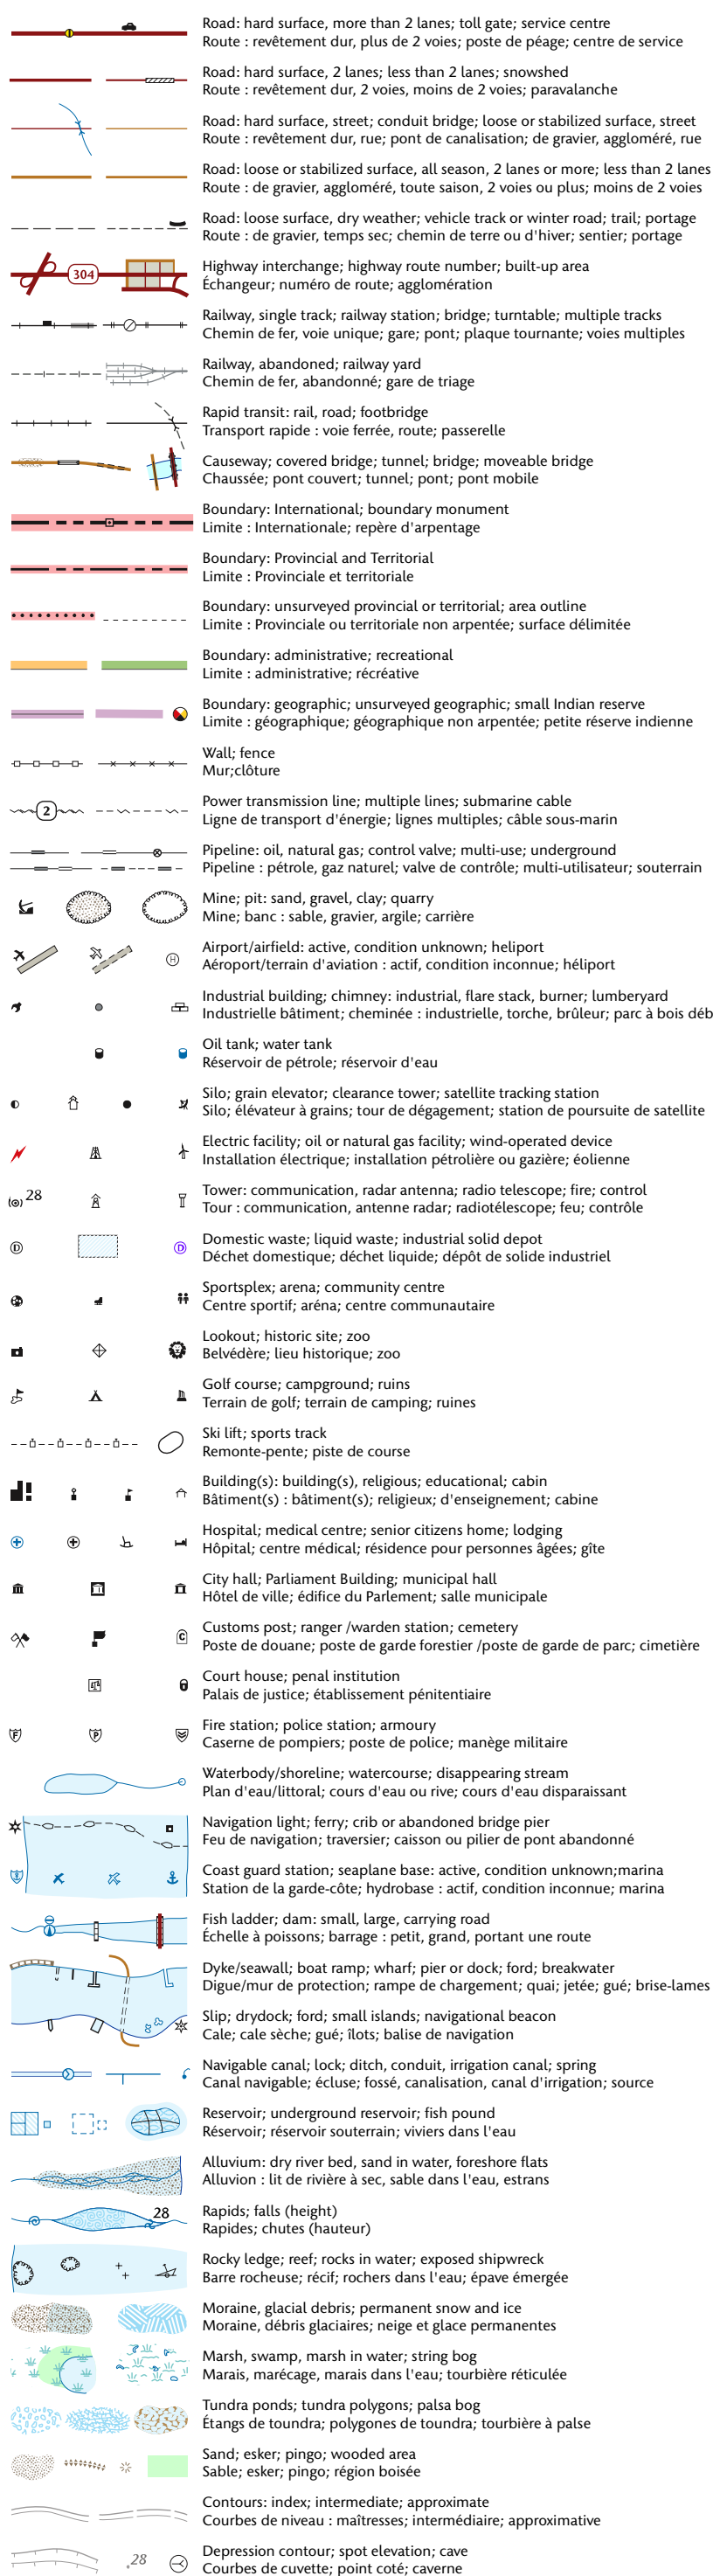 Road: hard surface, more than 2 lanes; toll gate; service centre
Route : revêtement dur, plus de 2 voies; poste de péage; centre de service
Road: hard surface, 2 lanes; less than 2 lanes; snowshed
Route : revêtement dur, 2 voies, moins de 2 voies; paravalanche
Road: hard surface, street; conduit bridge; loose or stabilized surface, street
Route : revêtement dur, rue; pont de canalisation; de gravier, aggloméré, rue
Road: loose or stabilized surface, all season, 2 lanes or more; less than 2 lanes
Route : de gravier, aggloméré, toute saison, 2 voies ou plus; moins de 2 voies
Road: loose surface, dry weather; vehicle track or winter road; trail; portage
Route : de gravier, temps sec; chemin de terre ou d'hiver; sentier; portage
304
Highway interchange; highway route number; built-up area
Échangeur; numéro de route; agglomération
Railway, single track; railway station; bridge; turntable; multiple tracks
Chemin de fer, voie unique; gare; pont; plaque tournante; voies multiples
Railway, abandoned; railway yard
Chemin de fer, abandonné; gare de triage
Rapid transit: rail, road; footbridge
Transport rapide : voie ferrée, route; passerelle
Causeway; covered bridge; tunnel; bridge; moveable bridge
Chaussée; pont couvert; tunnel; pont; pont mobile
Boundary: International; boundary monument
Limite : Internationale; repère d'arpentage
Boundary: Provincial and Territorial
Limite : Provinciale et territoriale
Boundary: unsurveyed provincial or territorial; area outline
Limite : Provinciale ou territoriale non arpentée; surface délimitée
Boundary: administrative; recreational
Limite : administrative; récréative
Boundary: geographic; unsurveyed geographic; small Indian reserve
Limite : géographique; géographique non arpentée; petite réserve indienne
Wall; fence
Mur;clôture
2
Power transmission line; multiple lines; submarine cable
Ligne de transport d'énergie; lignes multiples; câble sous-marin
Pipeline: oil, natural gas; control valve; multi-use; underground
Pipeline : pétrole, gaz naturel; valve de contrôle; multi-utilisateur; souterrain
Mine; pit: sand, gravel, clay; quarry
Mine; banc : sable, gravier, argile; carrière
H
Airport/airfield: active, condition unknown; heliport
Aéroport/terrain d'aviation : actif, condition inconnue; héliport
Industrial building; chimney: industrial, flare stack, burner; lumberyard
Industrielle bâtiment; cheminée : industrielle, torche, brûleur; parc à bois déb
Oil tank; water tank
Réservoir de pétrole; réservoir d'eau
Silo; grain elevator; clearance tower; satellite tracking station
Silo; élévateur à grains; tour de dégagement; station de poursuite de satellite
Electric facility; oil or natural gas facility; wind-operated device
Installation électrique; installation pétrolière ou gazière; éolienne
28
Tower: communication, radar antenna; radio telescope; fire; control
Tour : communication, antenne radar; radiotélescope; feu; contrôle
D D
Domestic waste; liquid waste; industrial solid depot
Déchet domestique; déchet liquide; dépôt de solide industriel
Sportsplex; arena; community centre
Centre sportif; aréna; centre communautaire
Lookout; historic site; zoo
Belvédère; lieu historique; zoo
Golf course; campground; ruins
Terrain de golf; terrain de camping; ruines
Ski lift; sports track
Remonte-pente; piste de course
Building(s): building(s), religious; educational; cabin
Bâtiment(s) : bâtiment(s); religieux; d'enseignement; cabine
Hospital; medical centre; senior citizens home; lodging
Hôpital; centre médical; résidence pour personnes âgées; gîte
City hall; Parliament Building; municipal hall
Hôtel de ville; édifice du Parlement; salle municipale
C
Customs post; ranger /warden station; cemetery
Poste de douane; poste de garde forestier /poste de garde de parc; cimetière
Court house; penal institution
Palais de justice; établissement pénitentiaire
F P
Fire station; police station; armoury
Caserne de pompiers; poste de police; manège militaire
Waterbody/shoreline; watercourse; disappearing stream
Plan d'eau/littoral; cours d'eau ou rive; cours d'eau disparaissant
Navigation light; ferry; crib or abandoned bridge pier
Feu de navigation; traversier; caisson ou pilier de pont abandonné
Coast guard station; seaplane base: active, condition unknown;marina
Station de la garde-côte; hydrobase : actif, condition inconnue; marina
Fish ladder; dam: small, large, carrying road
Échelle à poissons; barrage : petit, grand, portant une route
Dyke/seawall; boat ramp; wharf; pier or dock; ford; breakwater
Digue/mur de protection; rampe de chargement; quai; jetée; gué; brise-lames
Slip; drydock; ford; small islands; navigational beacon
Cale; cale sèche; gué; îlots; balise de navigation
Navigable canal; lock; ditch, conduit, irrigation canal; spring
Canal navigable; écluse; fossé, canalisation, canal d'irrigation; source
Reservoir; underground reservoir; fish pound
Réservoir; réservoir souterrain; viviers dans l'eau
Alluvium: dry river bed, sand in water, foreshore flats
Alluvion : lit de rivière à sec, sable dans l'eau, estrans
28
Rapids; falls (height)
Rapides; chutes (hauteur)
Rocky ledge; reef; rocks in water; exposed shipwreck
Barre rocheuse; récif; rochers dans l'eau; épave émergée
Moraine, glacial debris; permanent snow and ice
Moraine, débris glaciaires; neige et glace permanentes
Marsh, swamp, marsh in water; string bog
Marais, marécage, marais dans l'eau; tourbière réticulée
Tundra ponds; tundra polygons; palsa bog
Étangs de toundra; polygones de toundra; tourbière à palse
Sand; esker; pingo; wooded area
Sable; esker; pingo; région boisée
Contours: index; intermediate; approximate
Courbes de niveau : maîtresses; intermédiaire; approximative
.28
Depression contour; spot elevation; cave
Courbes de cuvette; point coté; caverne